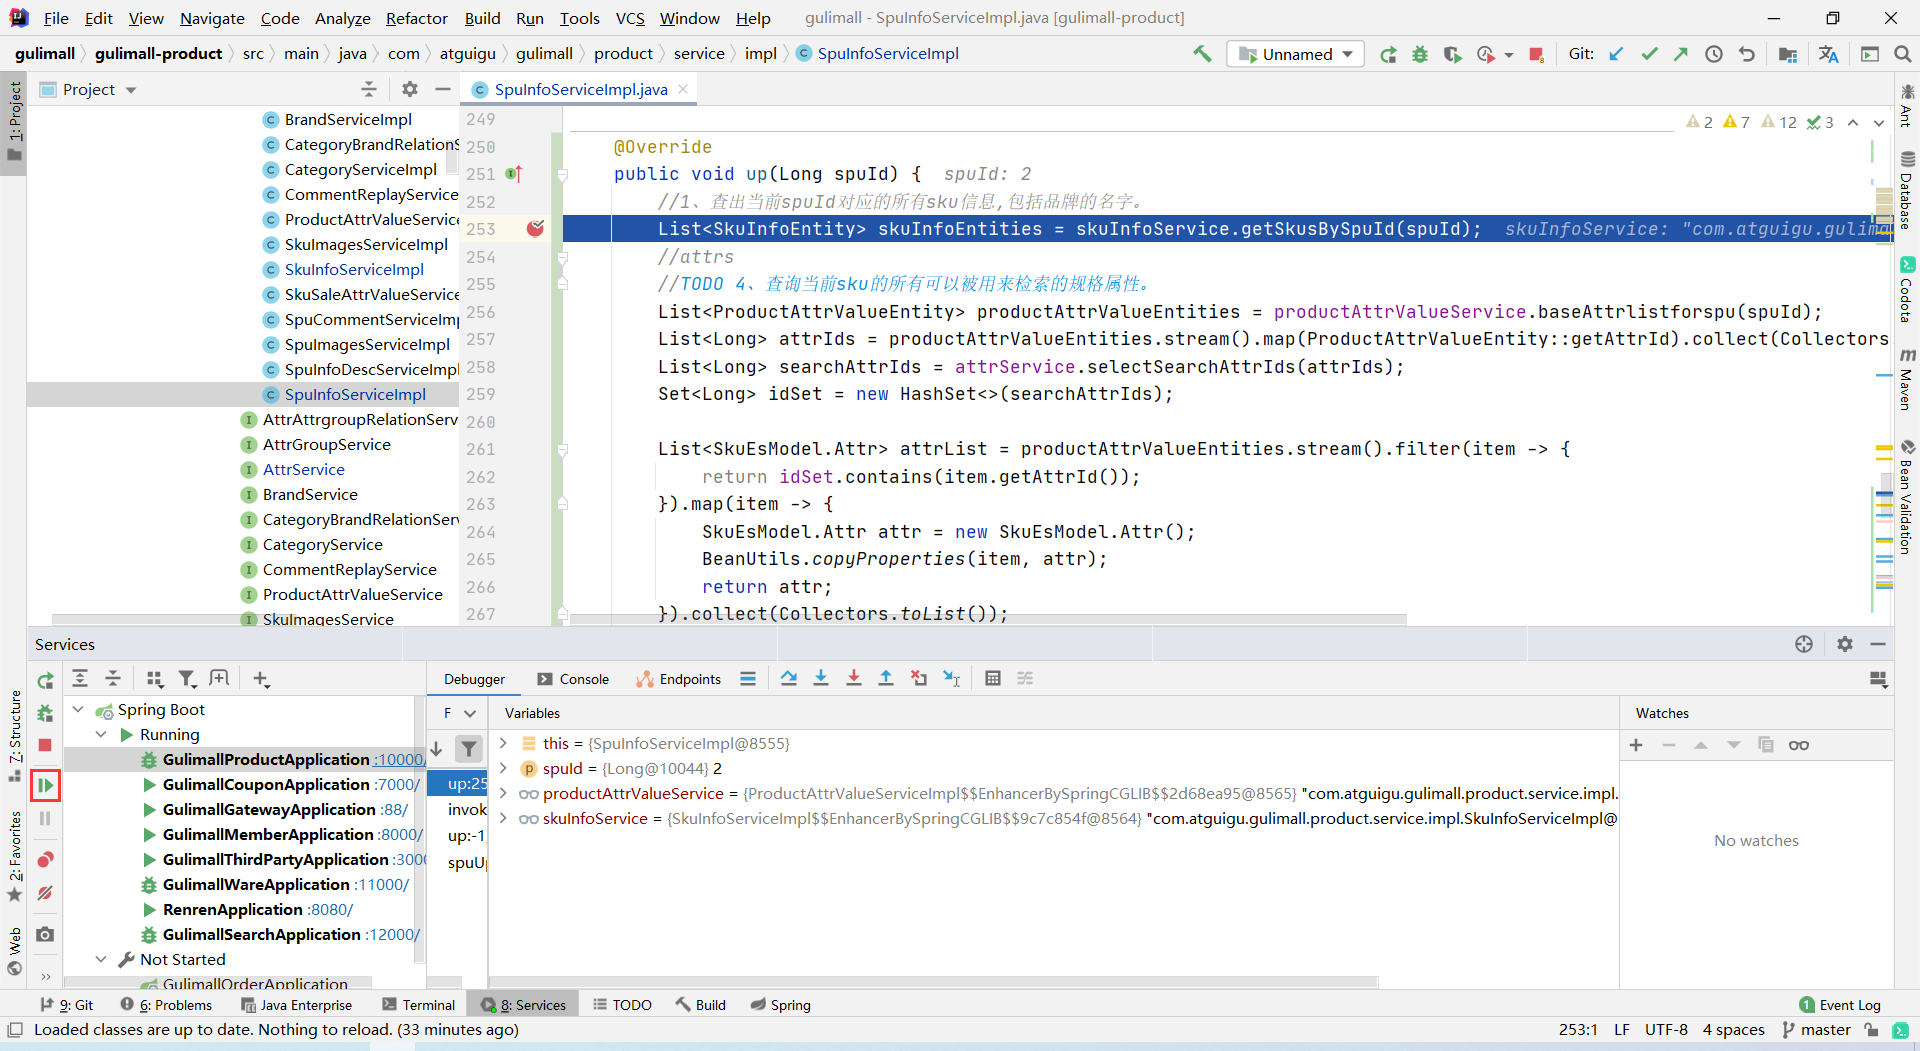 File Edit View Navigate Code Analyze Refactor Build Run Tools VCS Window Help gulimall - SpuInfoServiceImpl.java [gulimall-product]
gulimall gulimall-product src main java com atguigu gulimall product service impl SpuInfoServiceImpl Unnamed Git:
1: Project
Project
SpuInfoServiceImpl.java
BrandServiceImpl
CategoryBrandRelationS
CategoryServiceImpl
CommentReplayService
ProductAttrValueService
SkuImagesServiceImpl
SkuInfoServiceImpl
SkuSaleAttrValueService
SpuCommentServiceImp
SpuImagesServiceImpl
SpuInfoDescServiceImpl
SpuInfoServiceImpl
AttrAttrgroupRelationServ
AttrGroupService
AttrService
BrandService
CategoryBrandRelationServ
CategoryService
CommentReplayService
ProductAttrValueService
SkuImagesService
2 7 12 3
249
250 @Override
251 public void up(Long spuId) { spuId: 2
252 //1、查出当前spuId对应的所有sku信息,包括品牌的名字。
253 List<SkuInfoEntity> skuInfoEntities = skuInfoService.getSkusBySpuId(spuId); skuInfoService: "com.atguigu.gulima
254 //attrs
255 //TODO 4、查询当前sku的所有可以被用来检索的规格属性。
256 List<ProductAttrValueEntity> productAttrValueEntities = productAttrValueService.baseAttrlistforspu(spuId);
257 List<Long> attrIds = productAttrValueEntities.stream().map(ProductAttrValueEntity::getAttrId).collect(Collectors
258 List<Long> searchAttrIds = attrService.selectSearchAttrIds(attrIds);
259 Set<Long> idSet = new HashSet<>(searchAttrIds);
260
261 List<SkuEsModel.Attr> attrList = productAttrValueEntities.stream().filter(item -> {
262 return idSet.contains(item.getAttrId());
263 }).map(item -> {
264 SkuEsModel.Attr attr = new SkuEsModel.Attr();
265 BeanUtils.copyProperties(item, attr);
266 return attr;
267 }).collect(Collectors.toList());
Ant
Database
Codota
Maven
Bean Validation
Services
7: Structure
2: Favorites
Web
Spring Boot
Running
GulimallProductApplication :10000/
GulimallCouponApplication :7000/
GulimallGatewayApplication :88/
GulimallMemberApplication :8000/
GulimallThirdPartyApplication :3000
GulimallWareApplication :11000/
RenrenApplication :8080/
GulimallSearchApplication :12000/
Not Started
GulimallOrderApplication
Debugger Console Endpoints
F
up:25
invok
up:-1
spuUp
Variables
this = {SpuInfoServiceImpl@8555}
spuId = {Long@10044} 2
productAttrValueService = {ProductAttrValueServiceImpl$$EnhancerBySpringCGLIB$$2d68ea95@8565} "com.atguigu.gulimall.product.service.impl.
skuInfoService = {SkuInfoServiceImpl$$EnhancerBySpringCGLIB$$9c7c854f@8564} "com.atguigu.gulimall.product.service.impl.SkuInfoServiceImpl@
Watches
No watches
9: Git 6: Problems Java Enterprise Terminal 8: Services TODO Build Spring 1 Event Log
Loaded classes are up to date. Nothing to reload. (33 minutes ago) 253:1 LF UTF-8 4 spaces master